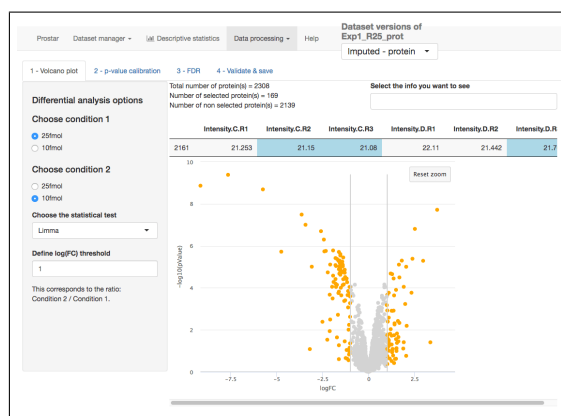 Prostar Dataset manager Descriptive statistics Data processing Help
Dataset versions of
Exp1_R25_prot
Imputed - protein
1 - Volcano plot 2 - p-value calibration 3 - FDR 4 - Validate & save
Differential analysis options
Choose condition 1
25fmol
10fmol
Choose condition 2
25fmol
10fmol
Choose the statistical test
Limma
Define log(FC) threshold
1
This corresponds to the ratio:
Condition 2 / Condition 1.
Total number of protein(s) = 2308
Number of selected protein(s) = 169
Number of non selected protein(s) = 2139
Select the info you want to see
Intensity.C.R1 Intensity.C.R2 Intensity.C.R3 Intensity.D.R1 Intensity.D.R2 Intensity.D.R
2161 21.253 21.15 21.08 22.11 21.442 21.7
Reset zoom
10
8
6
4
2
0
-log10(pValue)
-7.5 -5 -2.5 0 2.5
logFC